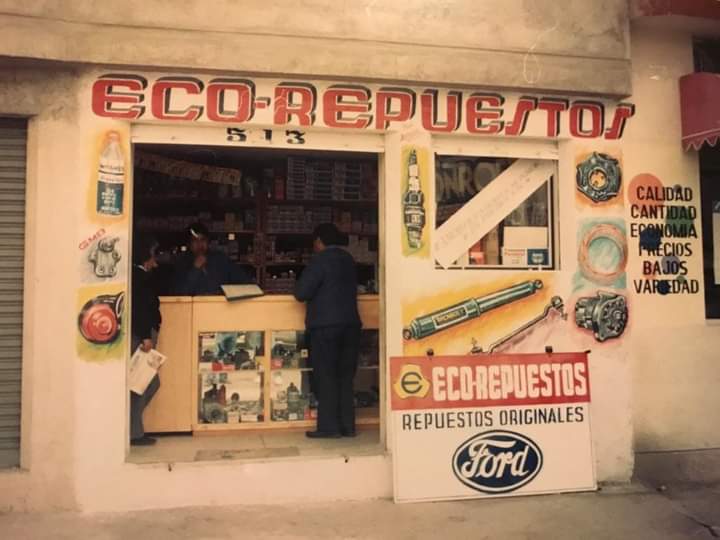 ECO-REPUESTOS
513
CALIDAD
CANTIDAD
ECONOMIA
PRECIOS
BAJOS
VARIEDAD
ECO-REPUESTOS
REPUESTOS ORIGINALES
Ford